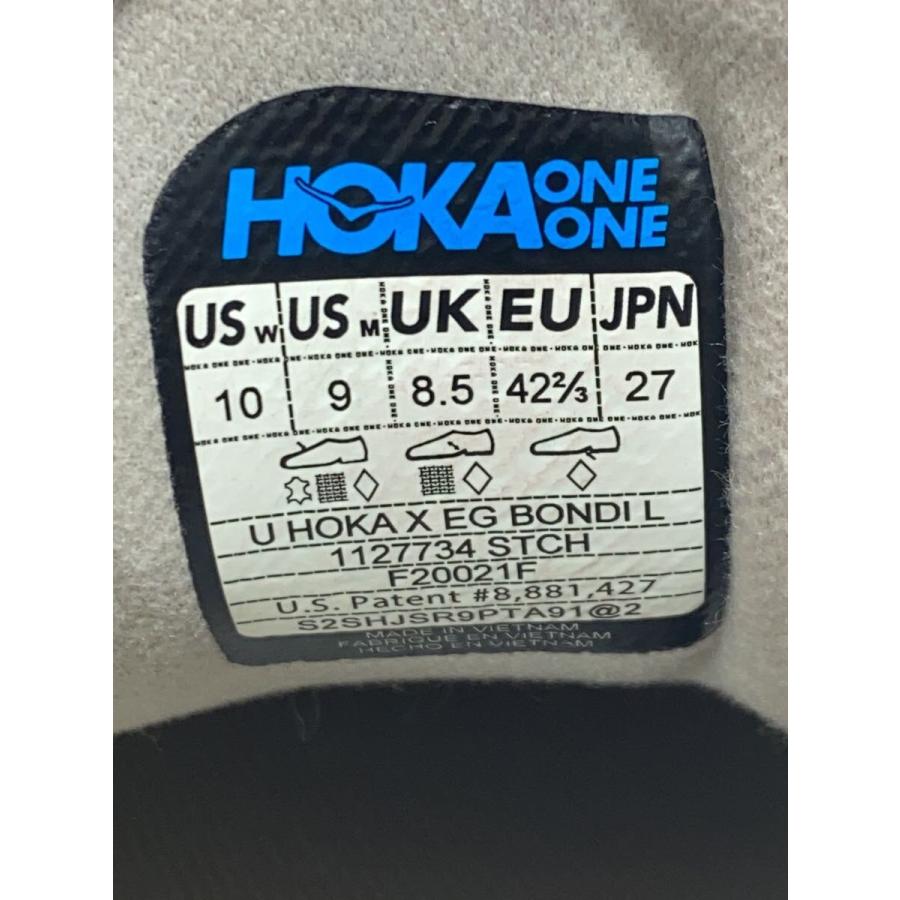 HOKA ONE ONE
US W US M UK EU JPN
10 9 8.5 42⅔ 27
U HOKA X EG BONDI L
1127734 STCH
F20021F
U.S. Patent #8,881,427
S2SHJSR9PTA91@2
MADE IN VIETNAM
FABRIQUÉ EN VIETNAM
HECHO EN VIETNAM